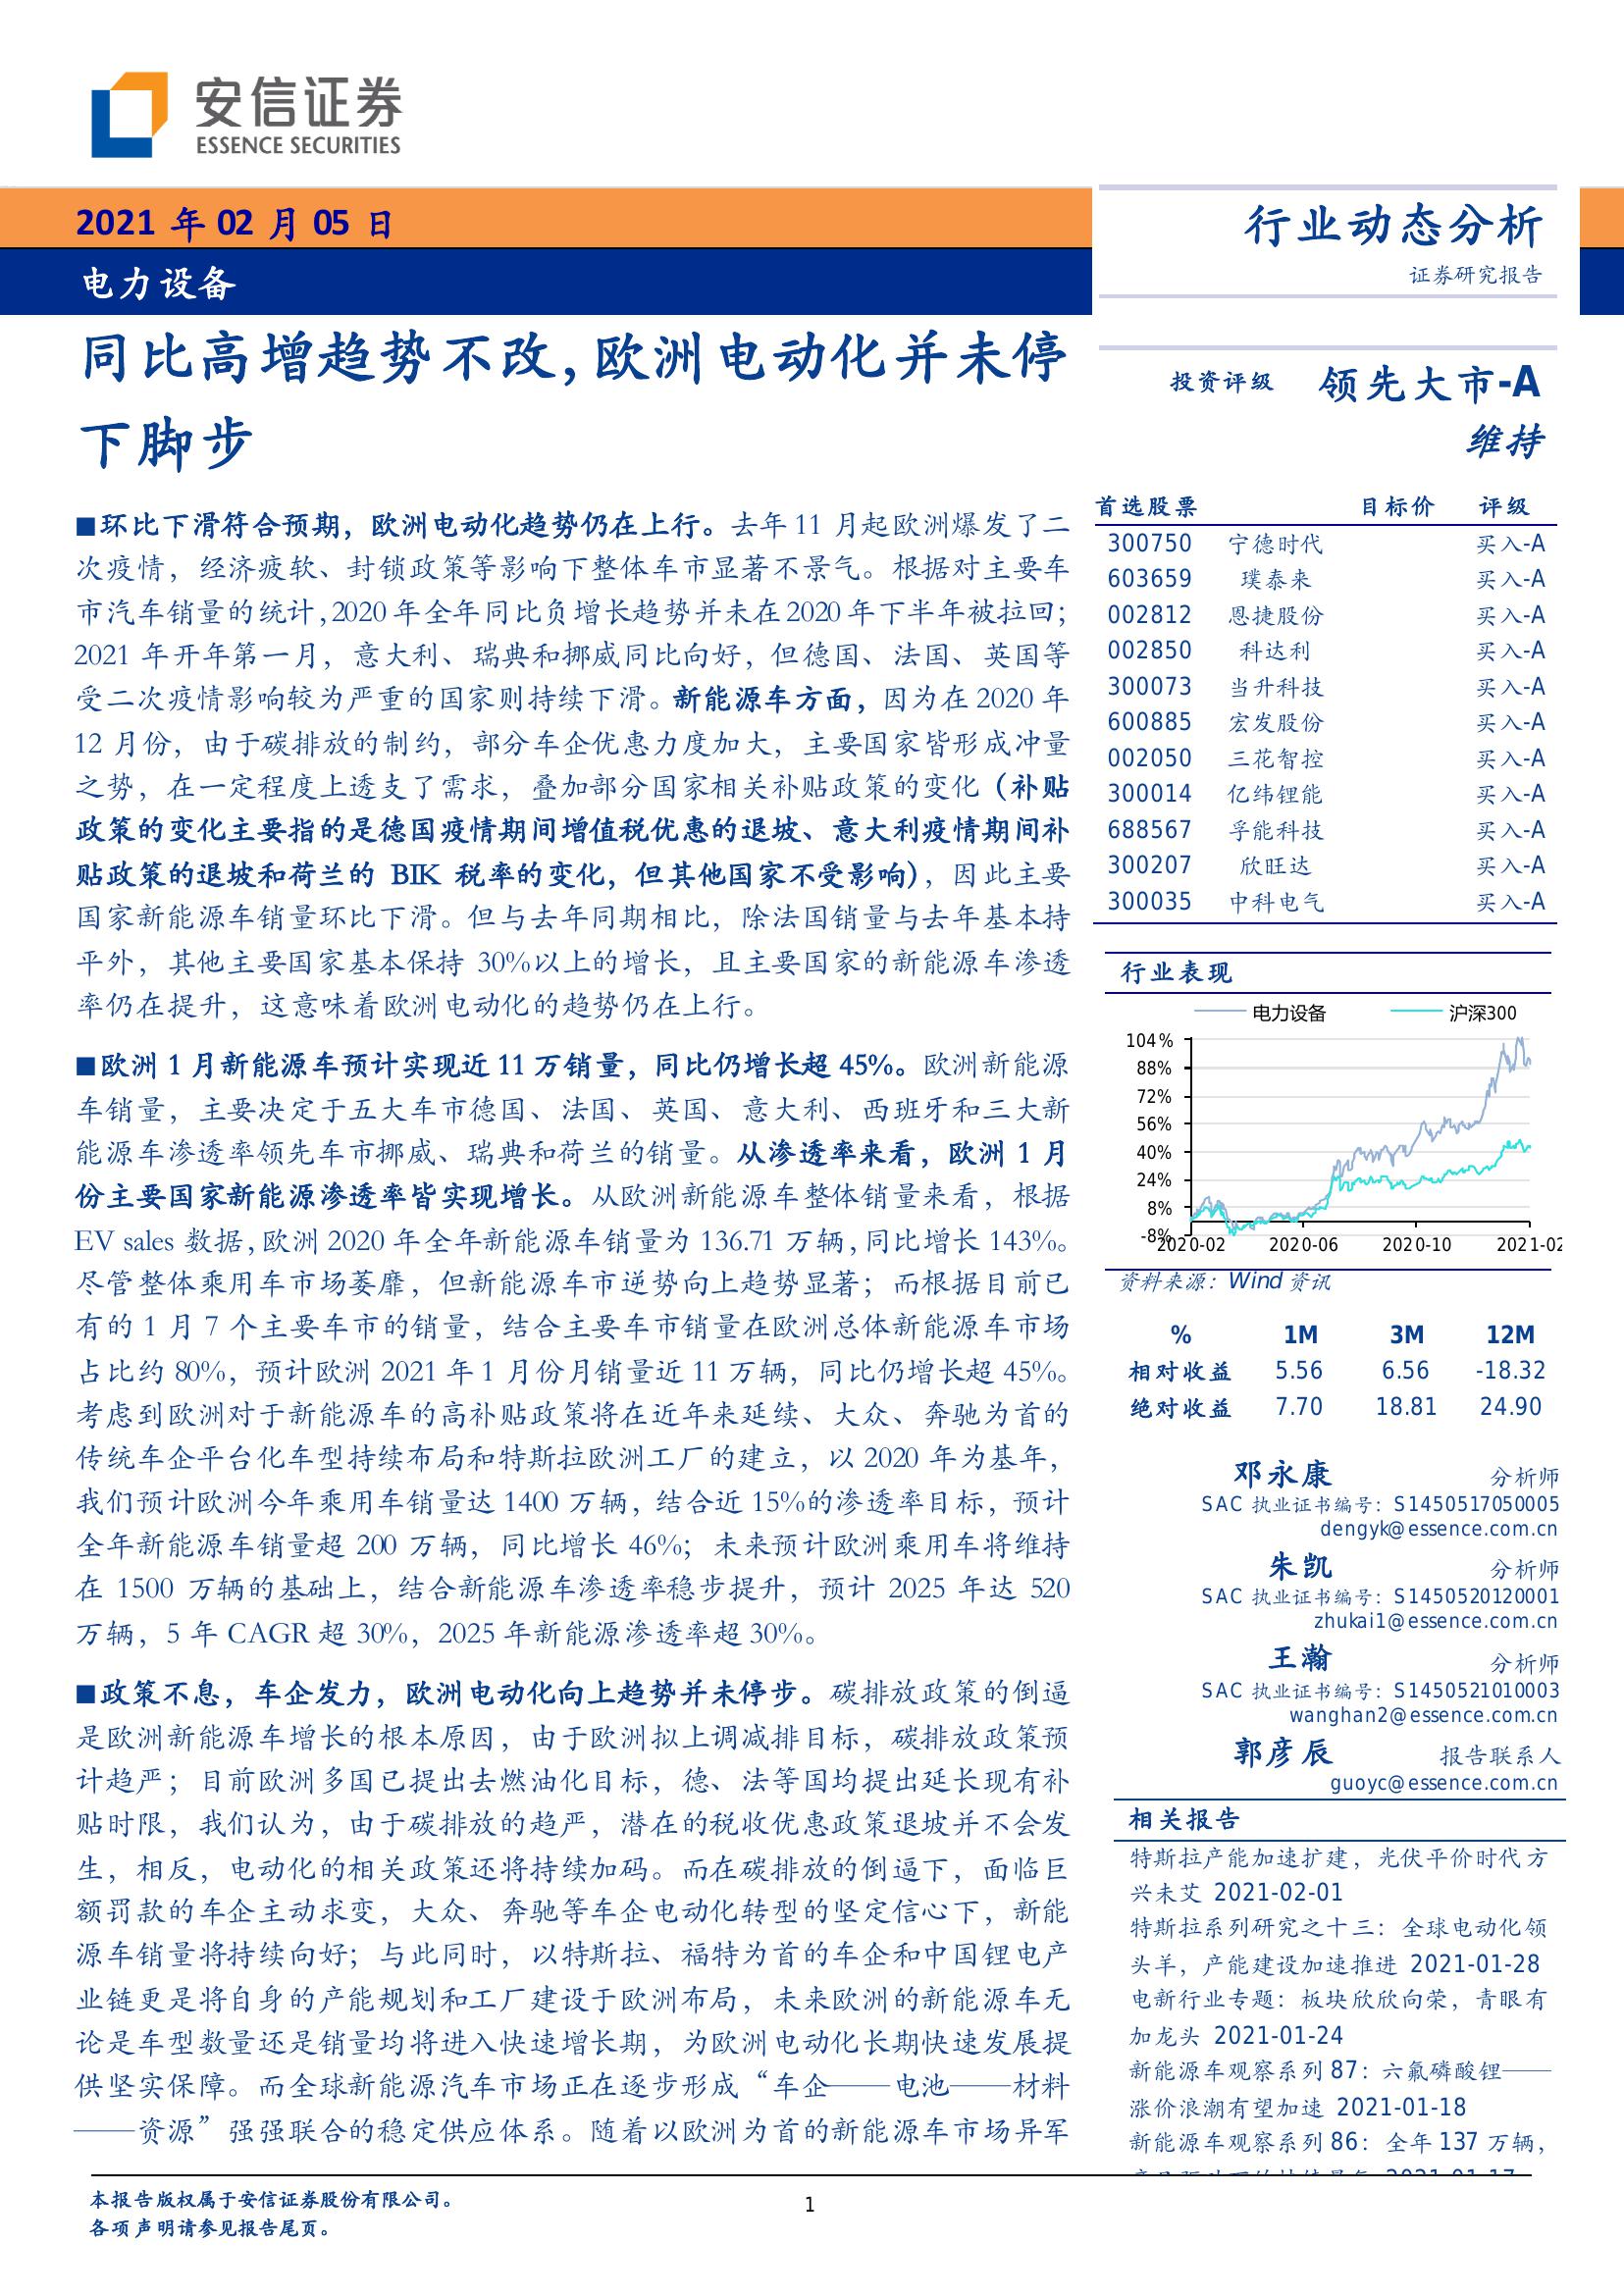 安信证券
ESSENCE SECURITIES
2021 年 02 月 05 日
电力设备
行业动态分析
证券研究报告
同比高增趋势不改，欧洲电动化并未停
下脚步
■环比下滑符合预期，欧洲电动化趋势仍在上行。去年 11 月起欧洲爆发了二
次疫情，经济疲软、封锁政策等影响下整体车市显著不景气。根据对主要车
市汽车销量的统计，2020 年全年同比负增长趋势并未在 2020 年下半年被拉回；
2021 年开年第一月，意大利、瑞典和挪威同比向好，但德国、法国、英国等
受二次疫情影响较为严重的国家则持续下滑。新能源车方面，因为在 2020 年
12 月份，由于碳排放的制约，部分车企优惠力度加大，主要国家皆形成冲量
之势，在一定程度上透支了需求，叠加部分国家相关补贴政策的变化（补贴
政策的变化主要指的是德国疫情期间增值税优惠的退坡、意大利疫情期间补
贴政策的退坡和荷兰的 BIK 税率的变化，但其他国家不受影响），因此主要
国家新能源车销量环比下滑。但与去年同期相比，除法国销量与去年基本持
平外，其他主要国家基本保持 30%以上的增长，且主要国家的新能源车渗透
率仍在提升，这意味着欧洲电动化的趋势仍在上行。
■欧洲 1 月新能源车预计实现近 11 万销量，同比仍增长超 45%。欧洲新能源
车销量，主要决定于五大车市德国、法国、英国、意大利、西班牙和三大新
能源车渗透率领先车市挪威、瑞典和荷兰的销量。从渗透率来看，欧洲 1 月
份主要国家新能源渗透率皆实现增长。从欧洲新能源车整体销量来看，根据
EV sales 数据，欧洲 2020 年全年新能源车销量为 136.71 万辆，同比增长 143%。
尽管整体乘用车市场萎靡，但新能源车市逆势向上趋势显著；而根据目前已
有的 1 月 7 个主要车市的销量，结合主要车市销量在欧洲总体新能源车市场
占比约 80%，预计欧洲 2021 年 1 月份月销量近 11 万辆，同比仍增长超 45%。
考虑到欧洲对于新能源车的高补贴政策将在近年来延续、大众、奔驰为首的
传统车企平台化车型持续布局和特斯拉欧洲工厂的建立，以 2020 年为基年，
我们预计欧洲今年乘用车销量达 1400 万辆，结合近 15%的渗透率目标，预计
全年新能源车销量超 200 万辆，同比增长 46%；未来预计欧洲乘用车将维持
在 1500 万辆的基础上，结合新能源车渗透率稳步提升，预计 2025 年达 520
万辆，5 年 CAGR 超 30%，2025 年新能源渗透率超 30%。
■政策不息，车企发力，欧洲电动化向上趋势并未停步。碳排放政策的倒逼
是欧洲新能源车增长的根本原因，由于欧洲拟上调减排目标，碳排放政策预
计趋严；目前欧洲多国已提出去燃油化目标，德、法等国均提出延长现有补
贴时限，我们认为，由于碳排放的趋严，潜在的税收优惠政策退坡并不会发
生，相反，电动化的相关政策还将持续加码。而在碳排放的倒逼下，面临巨
额罚款的车企主动求变，大众、奔驰等车企电动化转型的坚定信心下，新能
源车销量将持续向好；与此同时，以特斯拉、福特为首的车企和中国锂电产
业链更是将自身的产能规划和工厂建设于欧洲布局，未来欧洲的新能源车无
论是车型数量还是销量均将进入快速增长期，为欧洲电动化长期快速发展提
供坚实保障。而全球新能源汽车市场正在逐步形成“车企——电池——材料
——资源”强强联合的稳定供应体系。随着以欧洲为首的新能源车市场异军
投资评级 领先大市-A
维持
首选股票 目标价 评级
300750 宁德时代 买入-A
603659 璞泰来 买入-A
002812 恩捷股份 买入-A
002850 科达利 买入-A
300073 当升科技 买入-A
600885 宏发股份 买入-A
002050 三花智控 买入-A
300014 亿纬锂能 买入-A
688567 孚能科技 买入-A
300207 欣旺达 买入-A
300035 中科电气 买入-A
行业表现
电力设备 沪深300
104%
88%
72%
56%
40%
24%
8%
-8%
2020-02 2020-06 2020-10 2021-02
资料来源：Wind 资讯
% 1M 3M 12M
相对收益 5.56 6.56 -18.32
绝对收益 7.70 18.81 24.90
邓永康 分析师
SAC 执业证书编号：S1450517050005
dengyk@essence.com.cn
朱凯 分析师
SAC 执业证书编号：S1450520120001
zhukai1@essence.com.cn
王瀚 分析师
SAC 执业证书编号：S1450521010003
wanghan2@essence.com.cn
郭彦辰 报告联系人
guoyc@essence.com.cn
相关报告
特斯拉产能加速扩建，光伏平价时代方
兴未艾 2021-02-01
特斯拉系列研究之十三：全球电动化领
头羊，产能建设加速推进 2021-01-28
电新行业专题：板块欣欣向荣，青眼有
加龙头 2021-01-24
新能源车观察系列 87：六氟磷酸锂——
涨价浪潮有望加速 2021-01-18
新能源车观察系列 86：全年 137 万辆，
本报告版权属于安信证券股份有限公司。
各项声明请参见报告尾页。
1